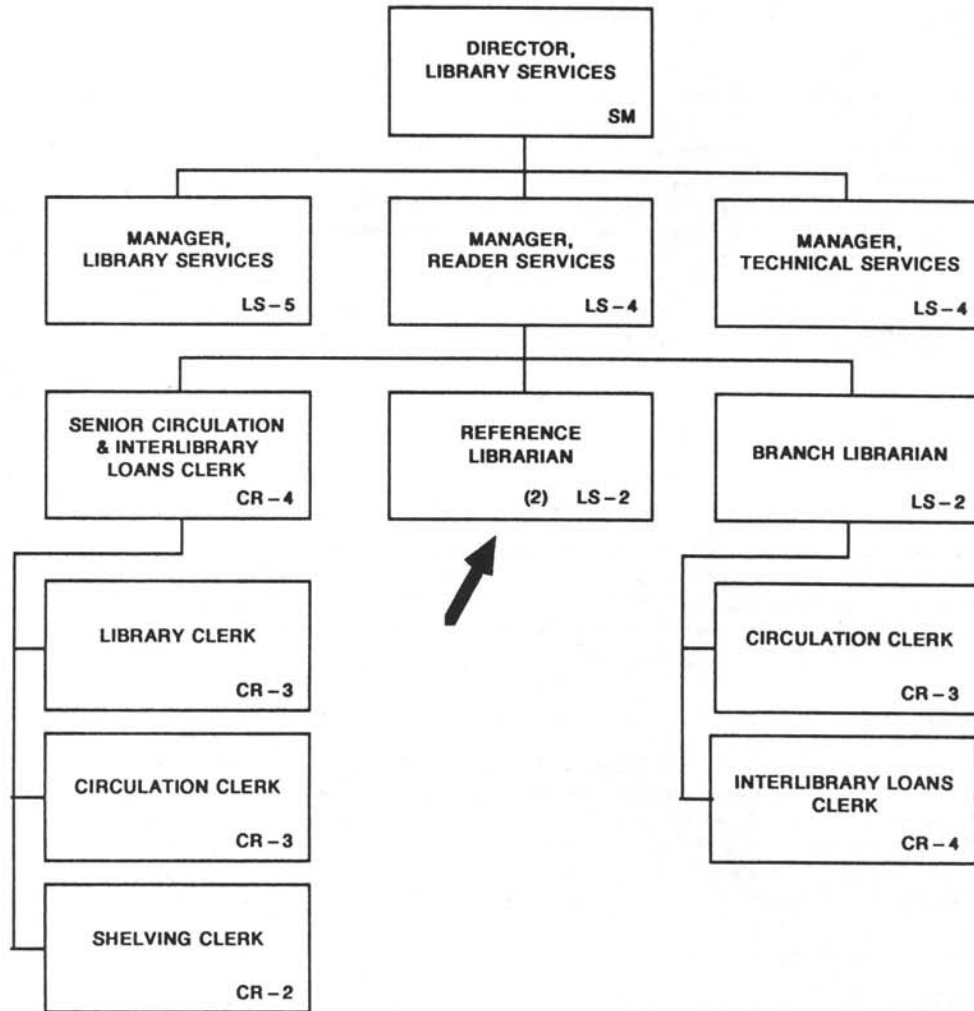 DIRECTOR,
LIBRARY SERVICES
SM
MANAGER,
LIBRARY SERVICES
LS-5
MANAGER,
READER SERVICES
LS-4
MANAGER,
TECHNICAL SERVICES
LS-4
SENIOR CIRCULATION
& INTERLIBRARY
LOANS CLERK
CR-4
REFERENCE
LIBRARIAN
(2) LS-2
BRANCH LIBRARIAN
LS-2
LIBRARY CLERK
CR-3
CIRCULATION CLERK
CR-3
SHELVING CLERK
CR-2
CIRCULATION CLERK
CR-3
INTERLIBRARY LOANS
CLERK
CR-4